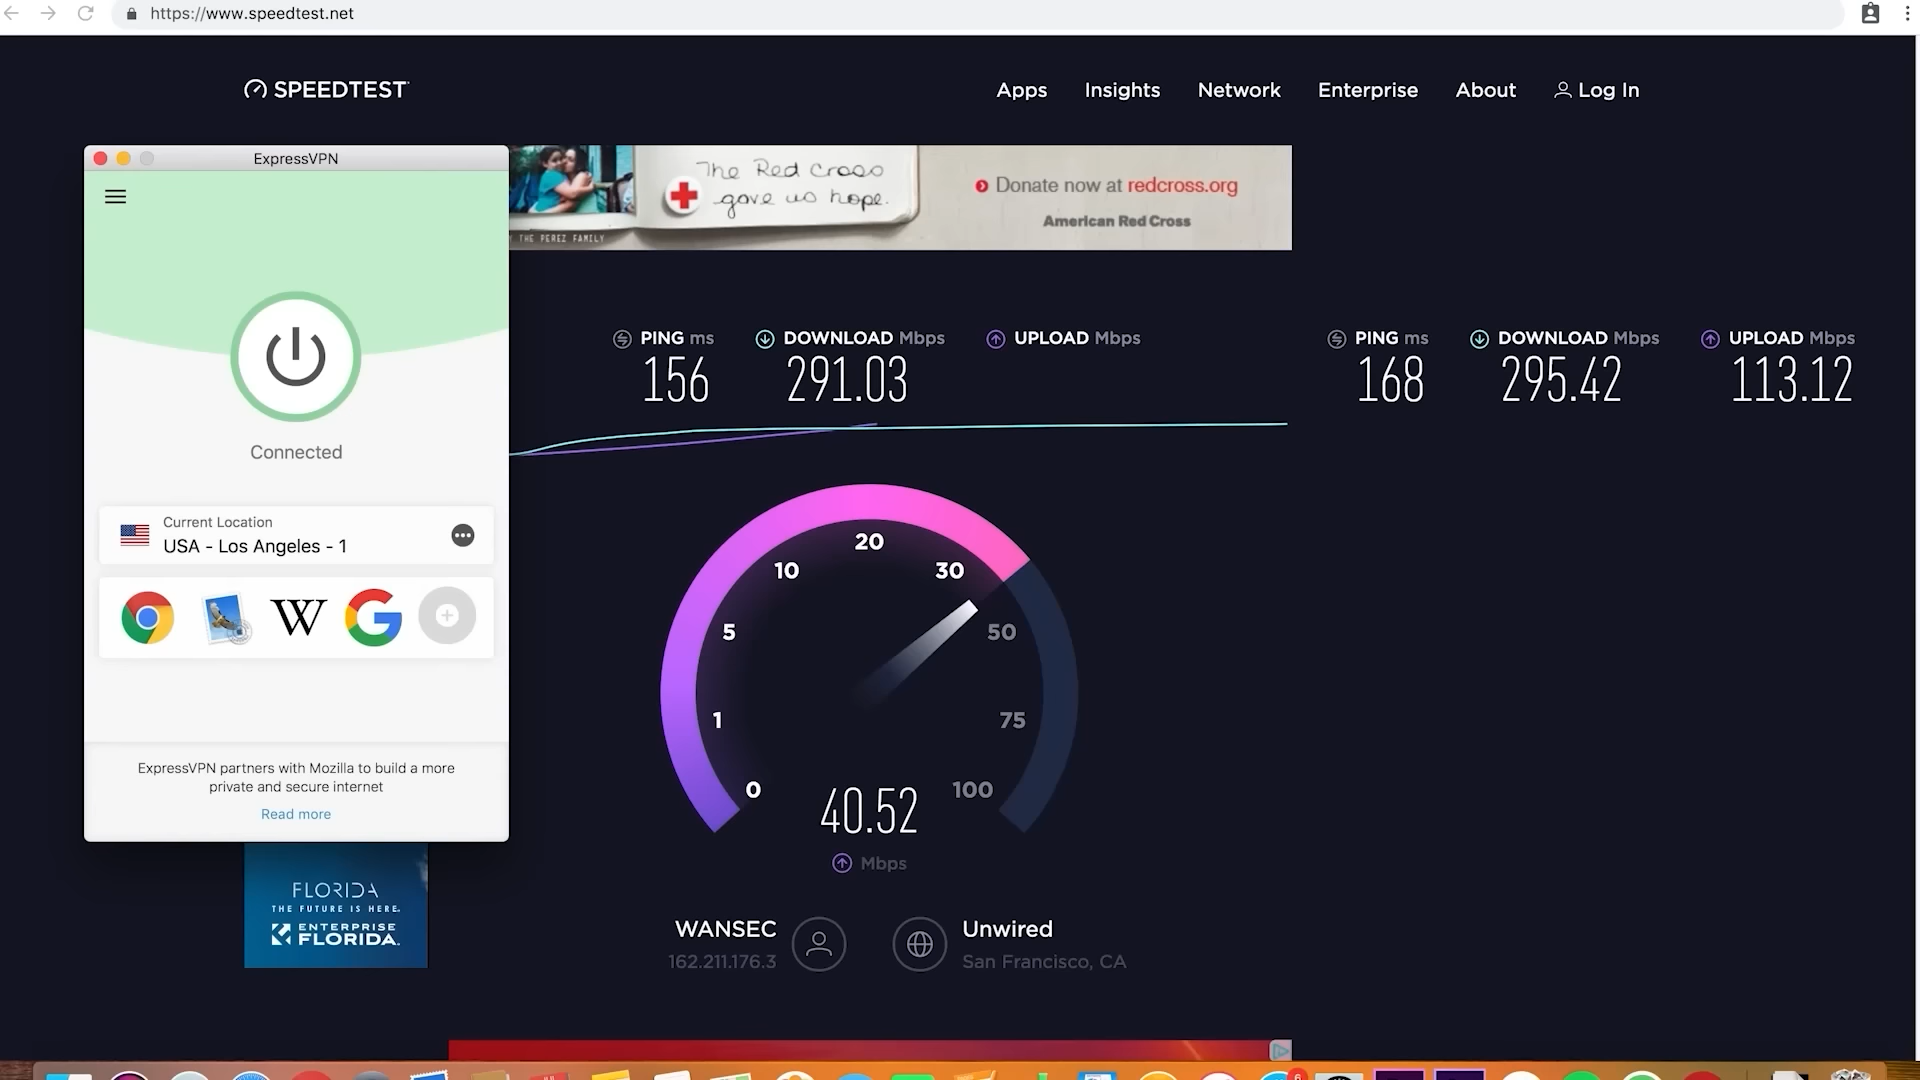 https://www.speedtest.net
SPEEDTEST
Apps Insights Network Enterprise About Log In
ExpressVPN
The Red Cross
gave us hope.
THE PEREZ FAMILY
Donate now at redcross.org
American Red Cross
Connected
Current Location
USA - Los Angeles - 1
W
ExpressVPN partners with Mozilla to build a more
private and secure internet
Read more
PING ms DOWNLOAD Mbps UPLOAD Mbps
156 291.03
PING ms DOWNLOAD Mbps UPLOAD Mbps
168 295.42 113.12
0
1
5
10
20
30
50
75
100
40.52
Mbps
WANSEC
162.211.176.3
Unwired
San Francisco, CA
FLORIDA
THE FUTURE IS HERE.
ENTERPRISE
FLORIDA.
6